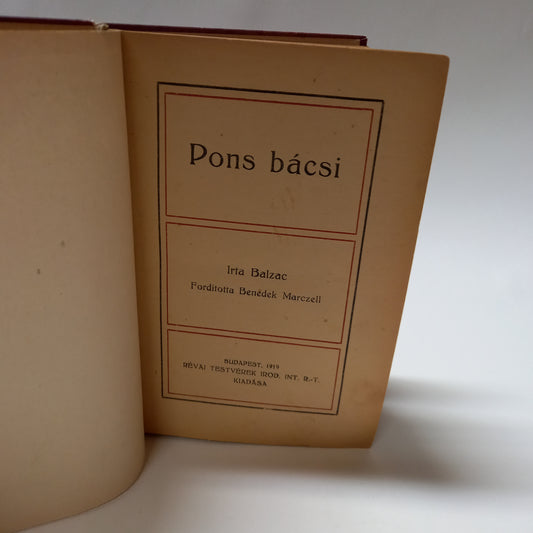 Pons bácsi
Irta Balzac
Forditotta Benedek Marczell
BUDAPEST, 1919
RÉVAI TESTVÉREK IROD. INT. R.-T.
KIADÁSA